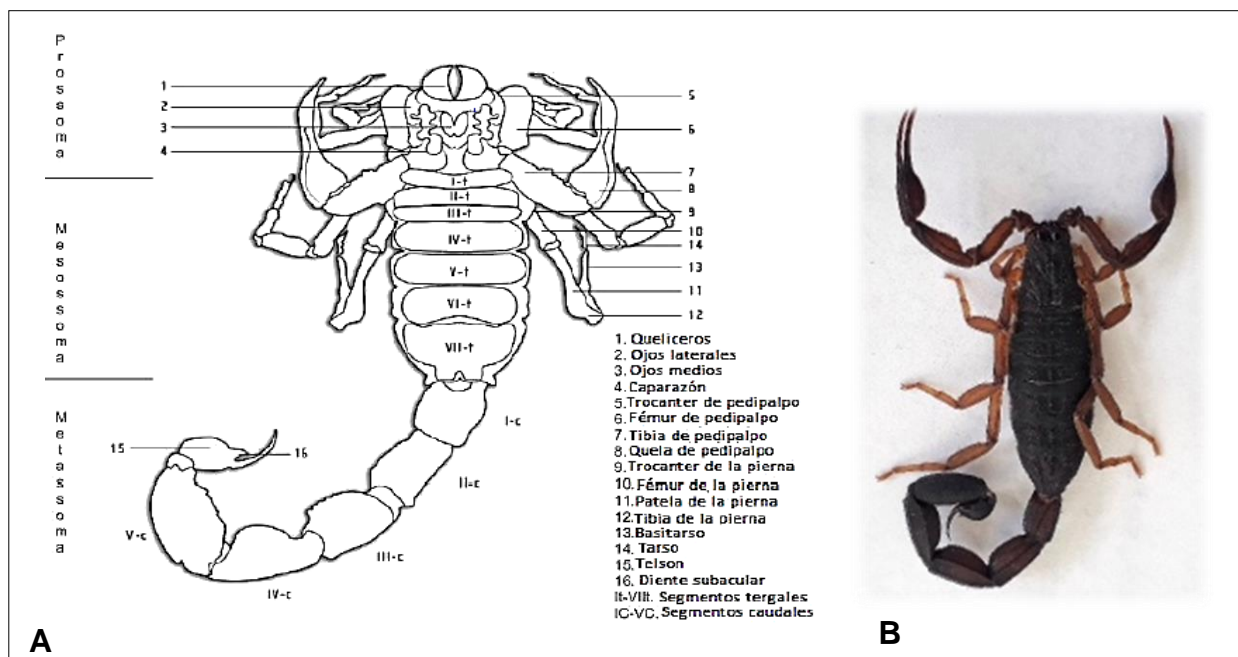 Prossoma
Mesossoma
Metassoma
1
2
3
4
5
6
7
8
9
10
14
13
11
12
I-t
II-t
III-t
IV-t
V-t
VI-t
VII-t
I-c
II-c
III-c
IV-c
V-c
15
16
1. Queliceros
2. Ojos laterales
3. Ojos medios
4. Caparazón
5. Trocanter de pedipalpo
6. Fémur de pedipalpo
7. Tibia de pedipalpo
8. Quela de pedipalpo
9. Trocanter de la pierna
10. Fémur de la pierna
11. Patela de la pierna
12. Tibia de la pierna
13. Basitarso
14. Tarso
15. Telson
16. Diente subacular
It-VIIt. Segmentos tergales
IC-VC. Segmentos caudales
A
B